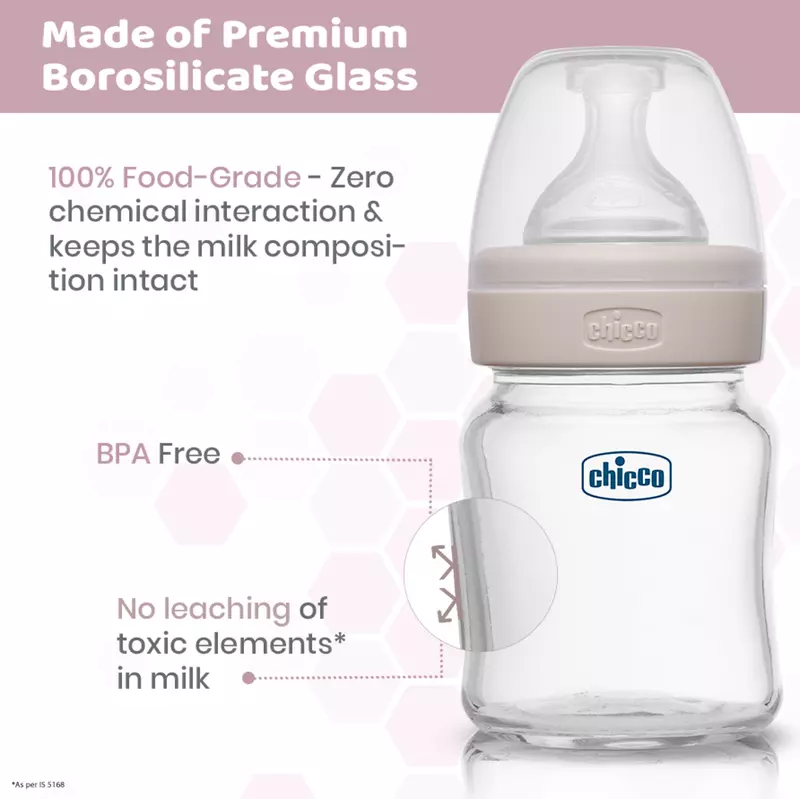 Made of Premium
Borosilicate Glass
100% Food-Grade - Zero
chemical interaction &
keeps the milk composi-
tion intact
chicco
BPA Free
chicco
No leaching of
toxic elements*
in milk
*As per IS 5168